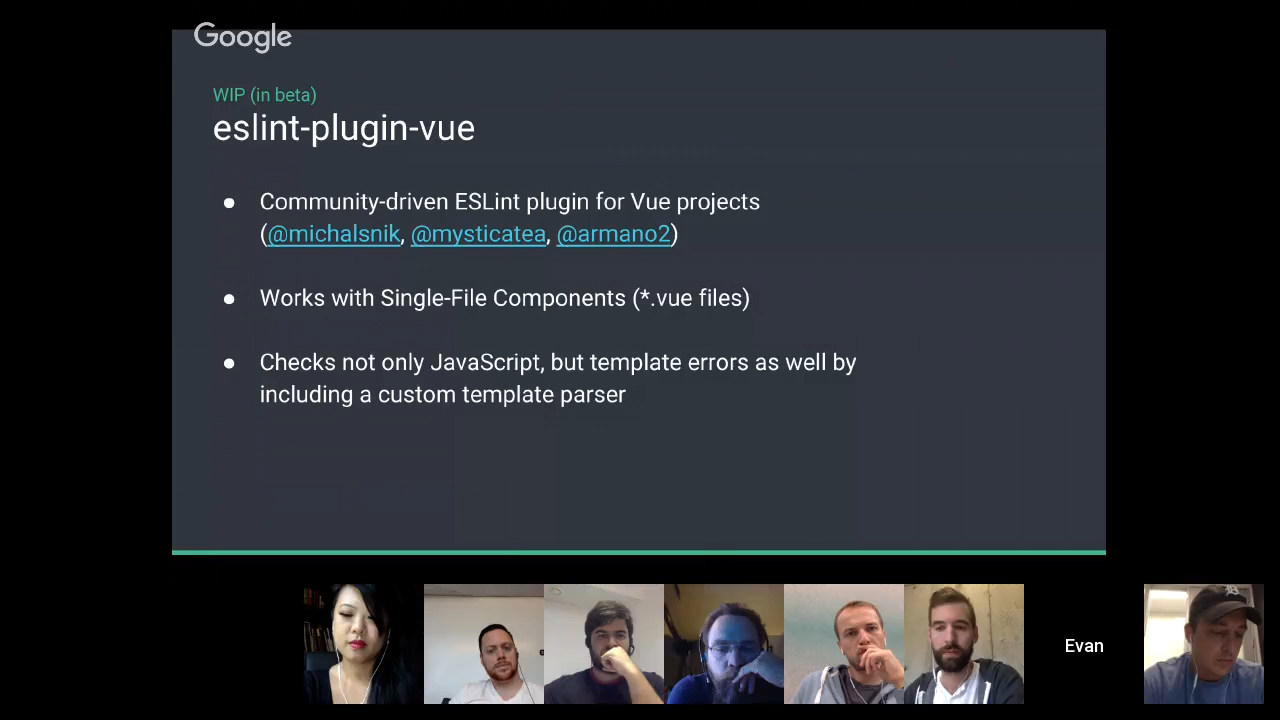 Google
WIP (in beta)
eslint-plugin-vue
● Community-driven ESLint plugin for Vue projects
(@michalsnik, @mysticatea, @armano2)
● Works with Single-File Components (*.vue files)
● Checks not only JavaScript, but template errors as well by
including a custom template parser
Evan